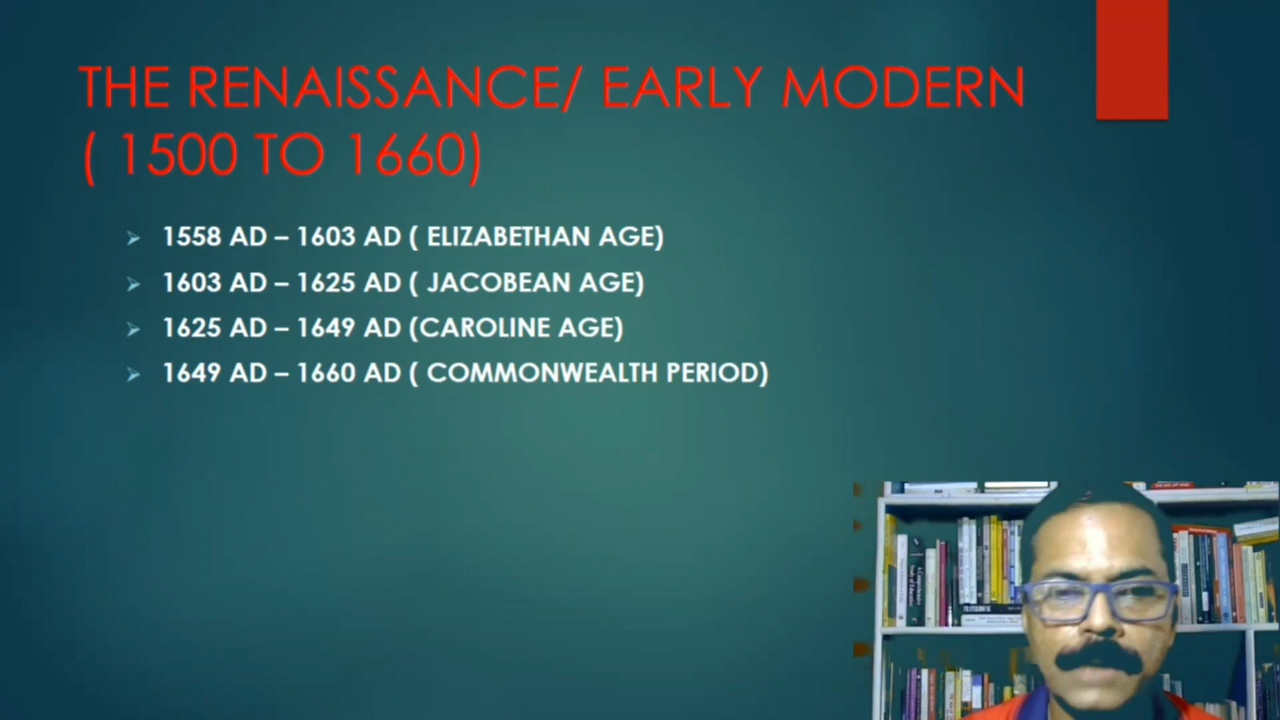 THE RENAISSANCE/ EARLY MODERN
( 1500 TO 1660)
1558 AD – 1603 AD ( ELIZABETHAN AGE)
1603 AD – 1625 AD ( JACOBEAN AGE)
1625 AD – 1649 AD (CAROLINE AGE)
1649 AD – 1660 AD ( COMMONWEALTH PERIOD)